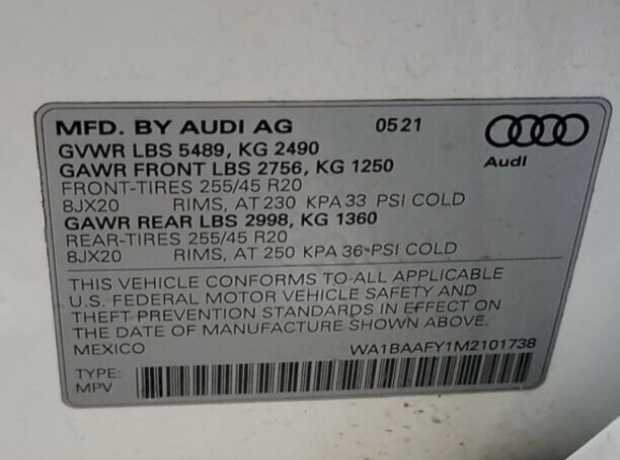 MFD. BY AUDI AG 05 21
Audi
GVWR LBS 5489, KG 2490
GAWR FRONT LBS 2756, KG 1250
FRONT-TIRES 255/45 R20
8JX20 RIMS, AT 230 KPA 33 PSI COLD
GAWR REAR LBS 2998, KG 1360
REAR-TIRES 255/45 R20
8JX20 RIMS, AT 250 KPA 36-PSI COLD
THIS VEHICLE CONFORMS TO ALL APPLICABLE
U.S. FEDERAL MOTOR VEHICLE SAFETY AND
THEFT PREVENTION STANDARDS IN EFFECT ON
THE DATE OF MANUFACTURE SHOWN ABOVE.
MEXICO WA1BAAFY1M2101738
TYPE:
MPV